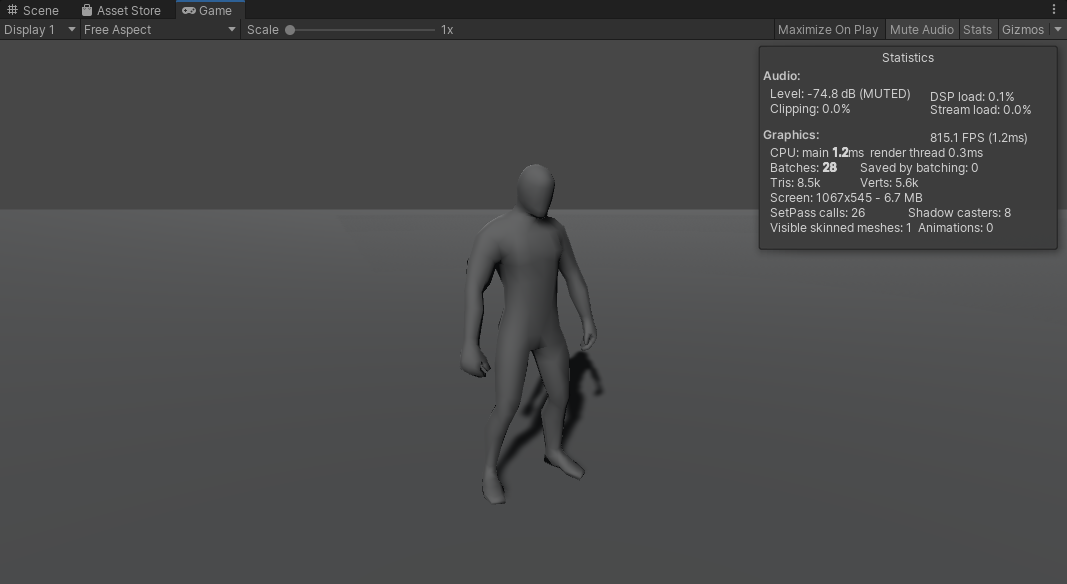 Scene Asset Store Game
Display 1 Free Aspect Scale 1x Maximize On Play Mute Audio Stats Gizmos
Statistics
Audio:
Level: -74.8 dB (MUTED) DSP load: 0.1%
Clipping: 0.0% Stream load: 0.0%
Graphics: 815.1 FPS (1.2ms)
CPU: main 1.2ms render thread 0.3ms
Batches: 28 Saved by batching: 0
Tris: 8.5k Verts: 5.6k
Screen: 1067x545 - 6.7 MB
SetPass calls: 26 Shadow casters: 8
Visible skinned meshes: 1 Animations: 0